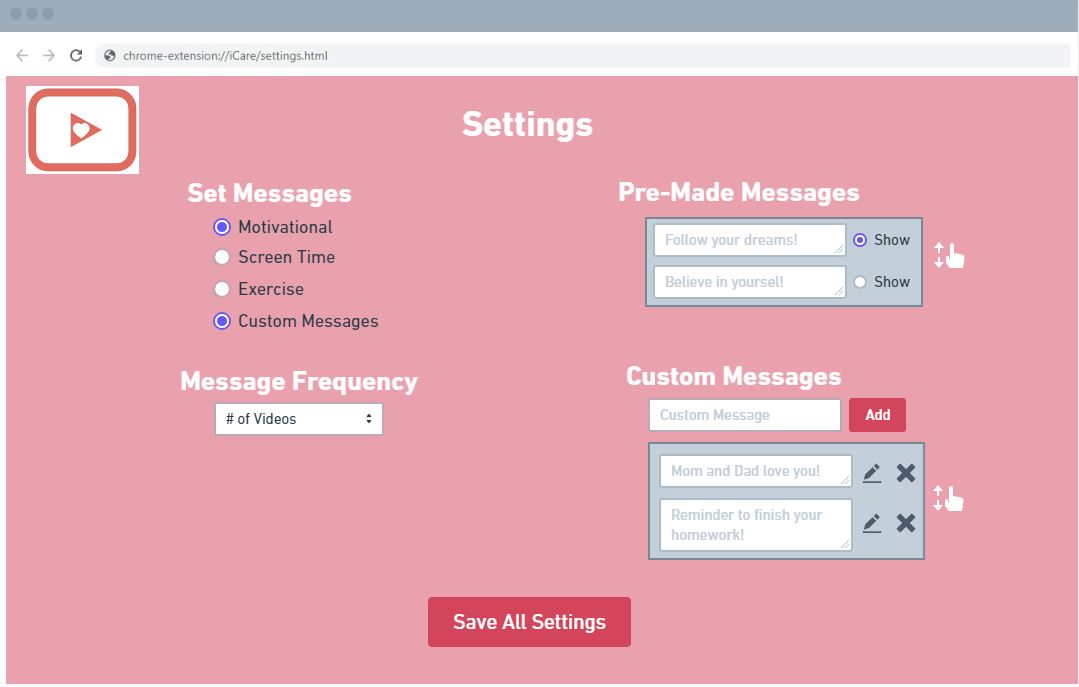 chrome-extension://iCare/settings.html
Settings
Set Messages
Motivational
Screen Time
Exercise
Custom Messages
Message Frequency
# of Videos
Pre-Made Messages
Follow your dreams!
Show
Believe in yoursel!
Show
Custom Messages
Custom Message
Add
Mom and Dad love you!
Reminder to finish your
homework!
Save All Settings